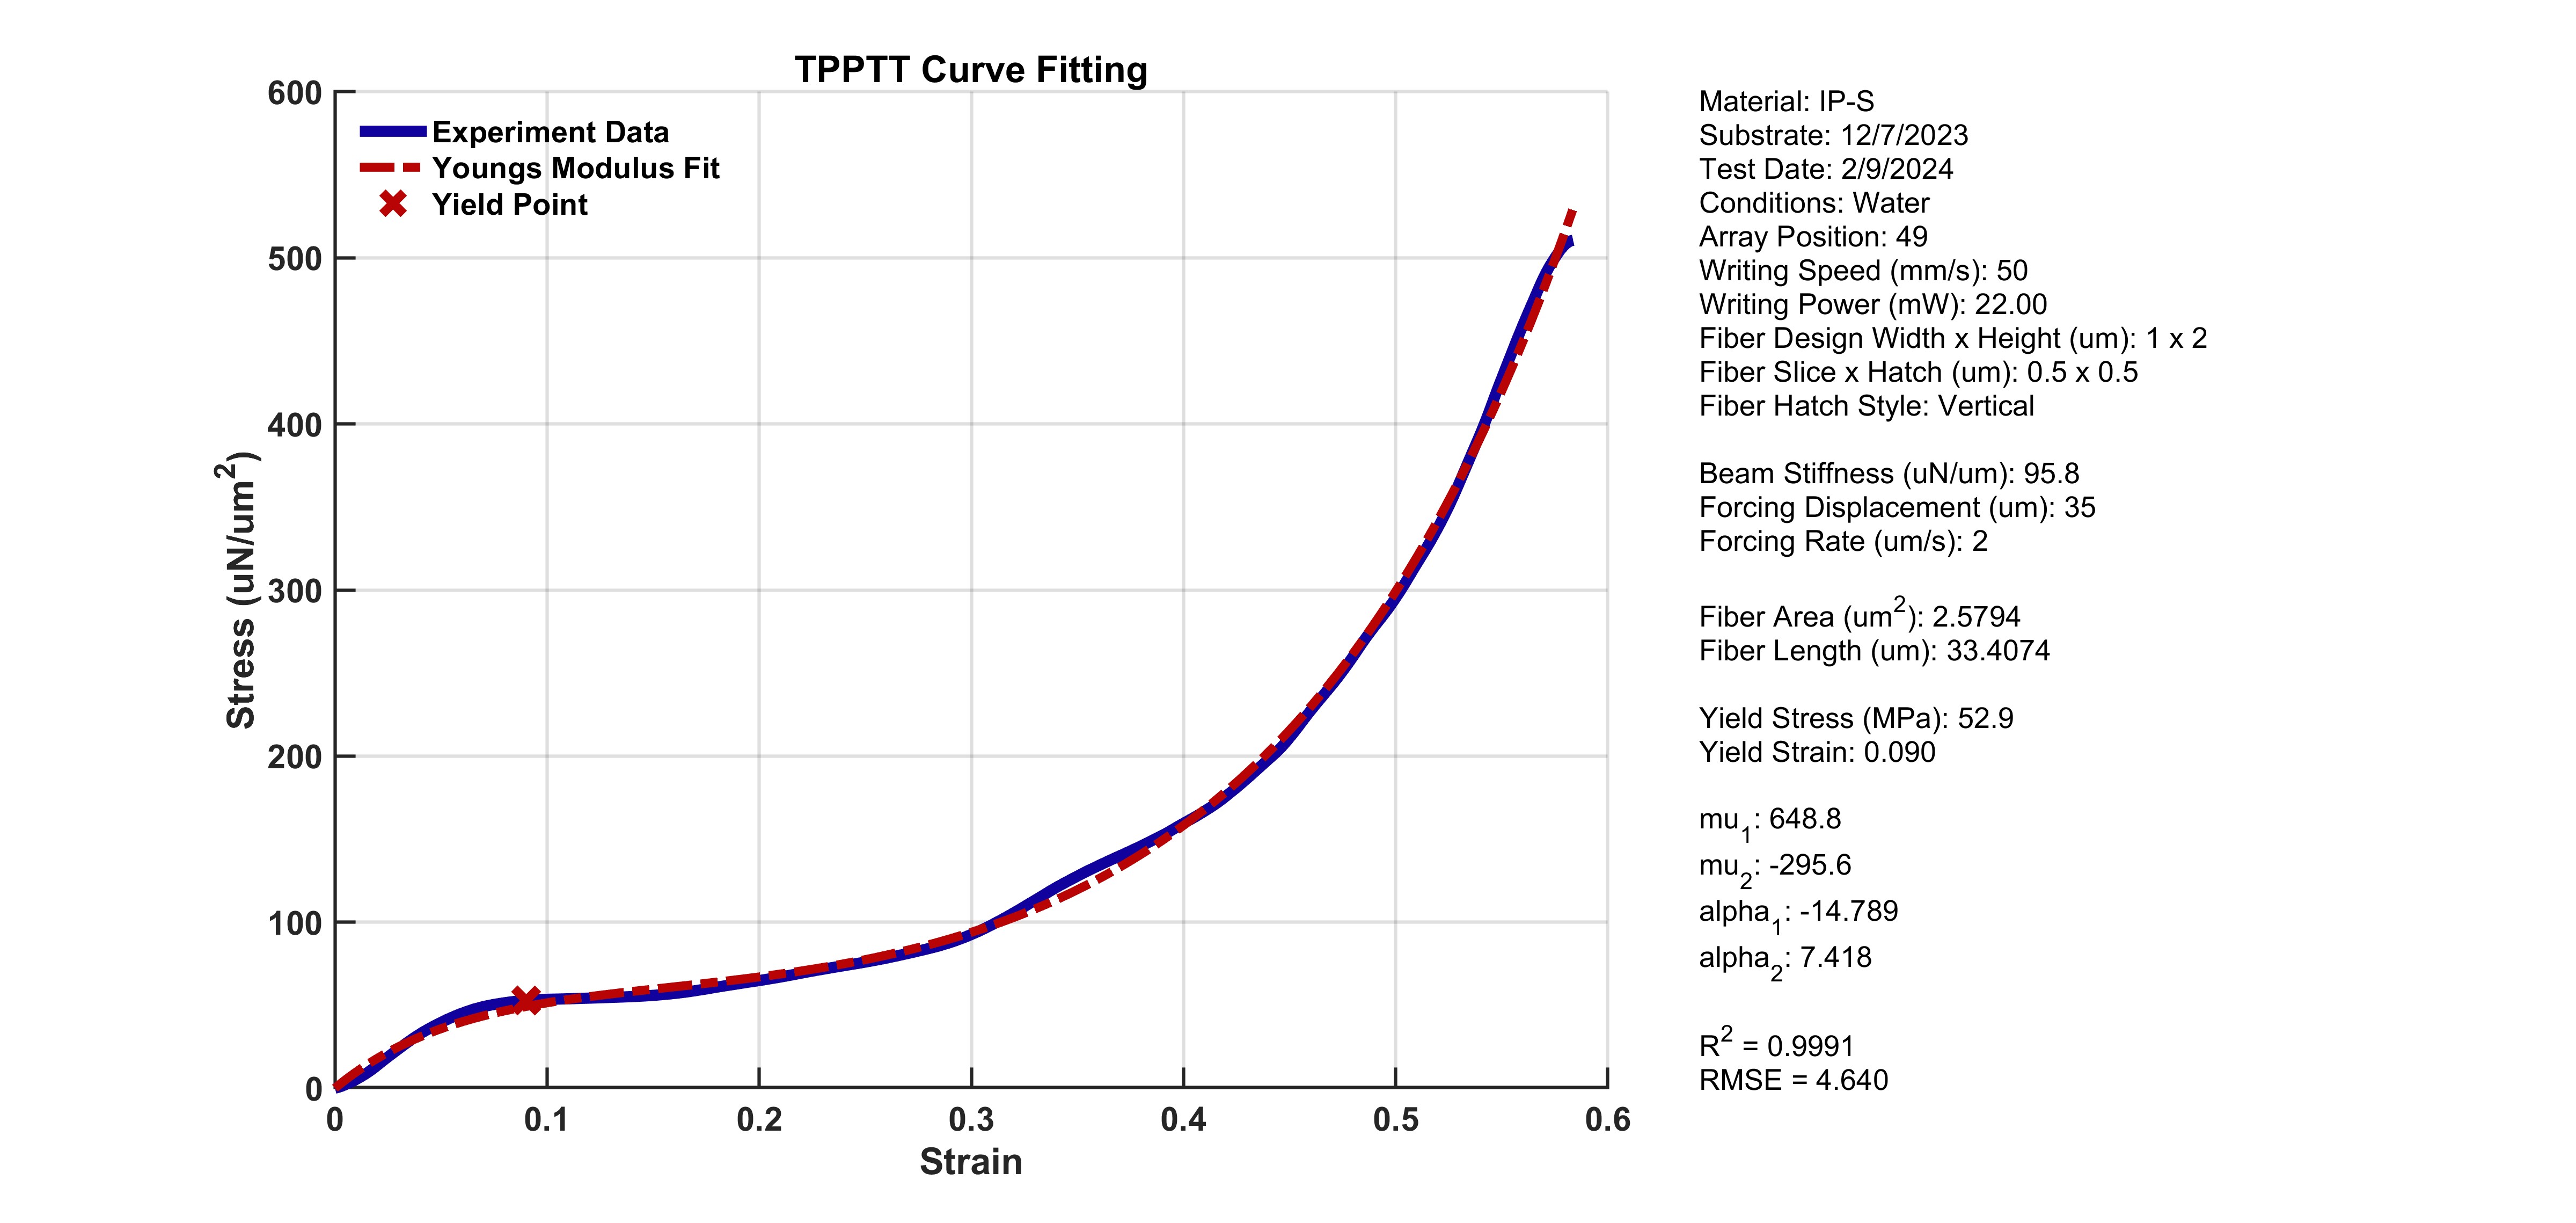 TPPTT Curve Fitting
600
500
400
300
200
100
0
Stress (uN/um²)
Experiment Data
Youngs Modulus Fit
Yield Point
0 0.1 0.2 0.3 0.4 0.5 0.6
Strain
Material: IP-S
Substrate: 12/7/2023
Test Date: 2/9/2024
Conditions: Water
Array Position: 49
Writing Speed (mm/s): 50
Writing Power (mW): 22.00
Fiber Design Width x Height (um): 1 x 2
Fiber Slice x Hatch (um): 0.5 x 0.5
Fiber Hatch Style: Vertical
Beam Stiffness (uN/um): 95.8
Forcing Displacement (um): 35
Forcing Rate (um/s): 2
Fiber Area (um²): 2.5794
Fiber Length (um): 33.4074
Yield Stress (MPa): 52.9
Yield Strain: 0.090
mu₁: 648.8
mu₂: -295.6
alpha₁: -14.789
alpha₂: 7.418
R² = 0.9991
RMSE = 4.640